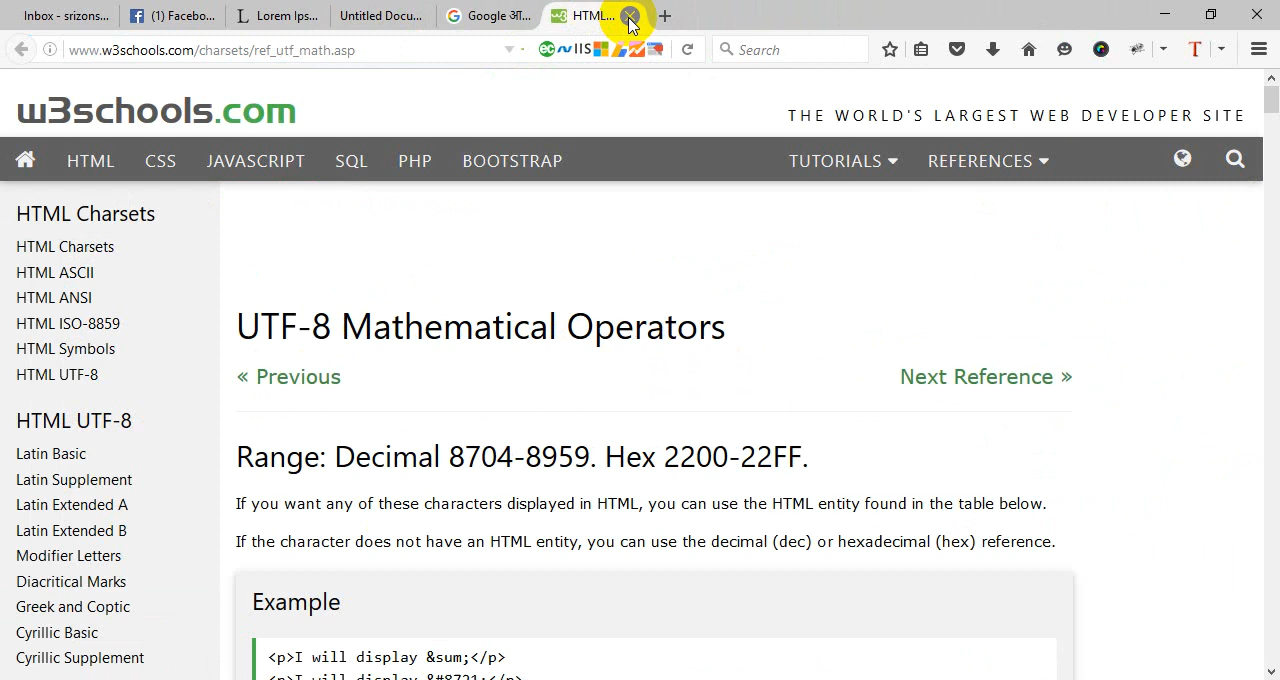 Inbox - srizons...
(1) Facebo...
Lorem Ips...
Untitled Docu...
Google अ...
HTML...
www.w3schools.com/charsets/ref_utf_math.asp
IIS
Search
w3schools.com
THE WORLD'S LARGEST WEB DEVELOPER SITE
HTML
CSS
JAVASCRIPT
SQL
PHP
BOOTSTRAP
TUTORIALS
REFERENCES
HTML Charsets
HTML Charsets
HTML ASCII
HTML ANSI
HTML ISO-8859
HTML Symbols
HTML UTF-8
HTML UTF-8
Latin Basic
Latin Supplement
Latin Extended A
Latin Extended B
Modifier Letters
Diacritical Marks
Greek and Coptic
Cyrillic Basic
Cyrillic Supplement
UTF-8 Mathematical Operators
« Previous
Next Reference »
Range: Decimal 8704-8959. Hex 2200-22FF.
If you want any of these characters displayed in HTML, you can use the HTML entity found in the table below.
If the character does not have an HTML entity, you can use the decimal (dec) or hexadecimal (hex) reference.
Example
<p>I will display &sum;</p>
<p>I will display &#8721;</p>